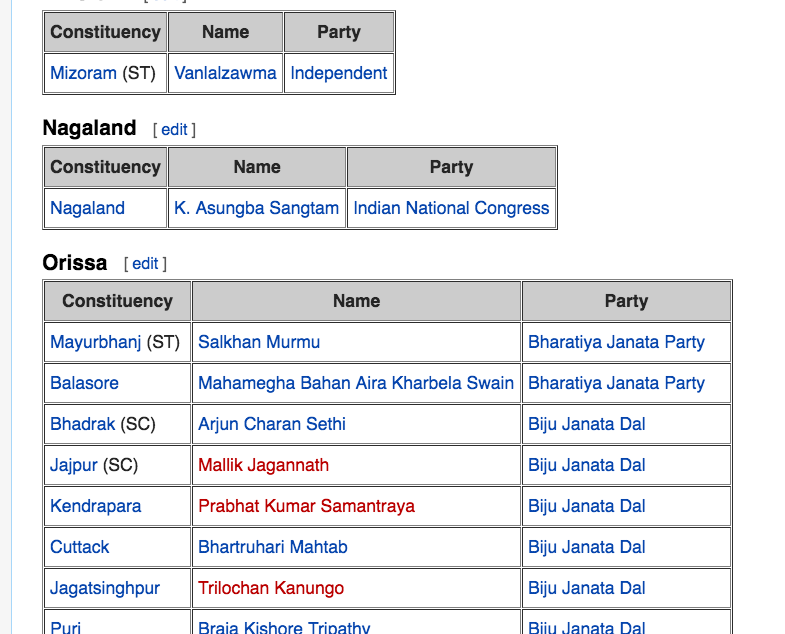 Constituency Name Party
Mizoram (ST) Vanlalzawma Independent
Nagaland [ edit ]
Constituency Name Party
Nagaland K. Asungba Sangtam Indian National Congress
Orissa [ edit ]
Constituency Name Party
Mayurbhanj (ST) Salkhan Murmu Bharatiya Janata Party
Balasore Mahamegha Bahan Aira Kharbela Swain Bharatiya Janata Party
Bhadrak (SC) Arjun Charan Sethi Biju Janata Dal
Jajpur (SC) Mallik Jagannath Biju Janata Dal
Kendrapara Prabhat Kumar Samantraya Biju Janata Dal
Cuttack Bhartruhari Mahtab Biju Janata Dal
Jagatsinghpur Trilochan Kanungo Biju Janata Dal
Puri Braja Kishore Tripathy Biju Janata Dal